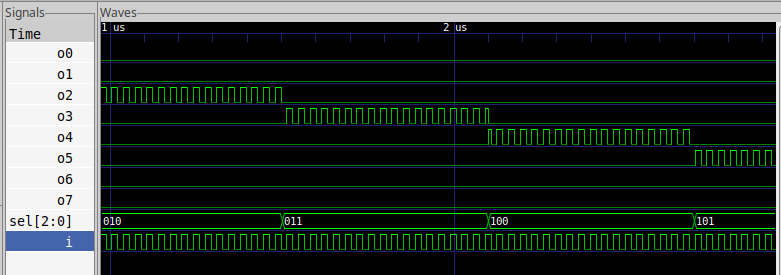 Signals
Waves
Time
1 us
2 us
o0
o1
o2
o3
o4
o5
o6
o7
sel[2:0]
010
011
100
101
i